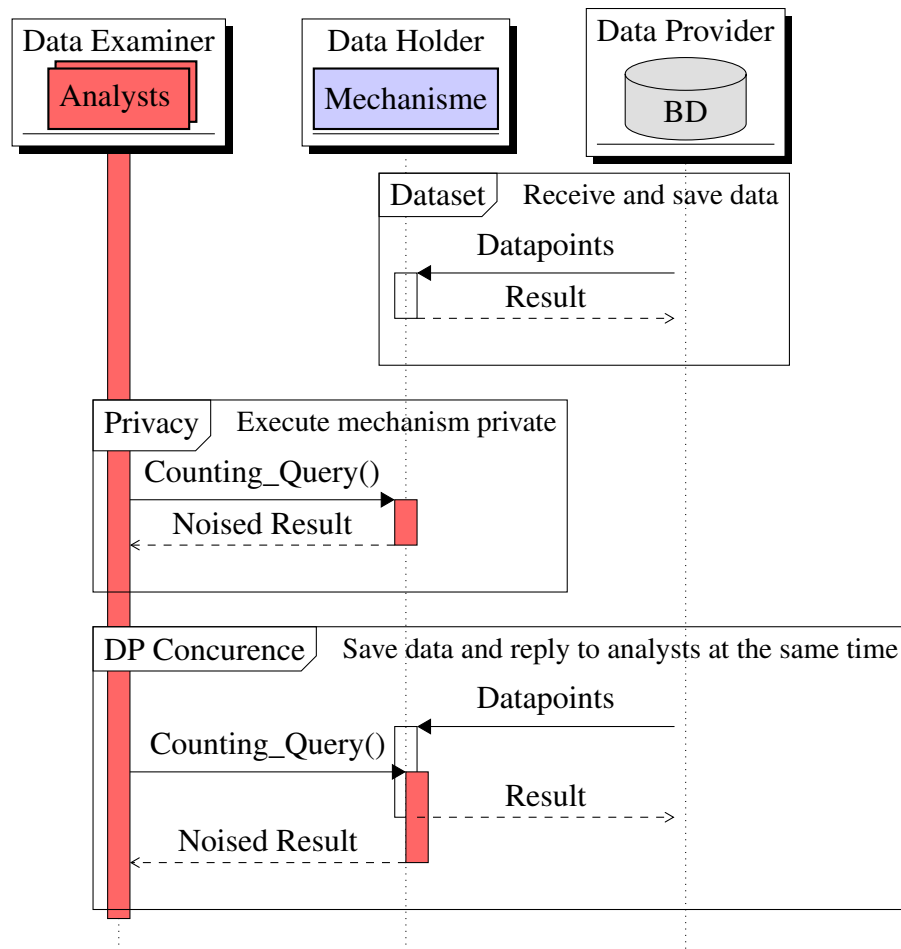 Data Examiner
Analysts
Data Holder
Mechanisme
Data Provider
BD
Dataset
Receive and save data
Datapoints
Result
Privacy
Execute mechanism private
Counting_Query()
Noised Result
DP Concurence
Save data and reply to analysts at the same time
Datapoints
Counting_Query()
Result
Noised Result